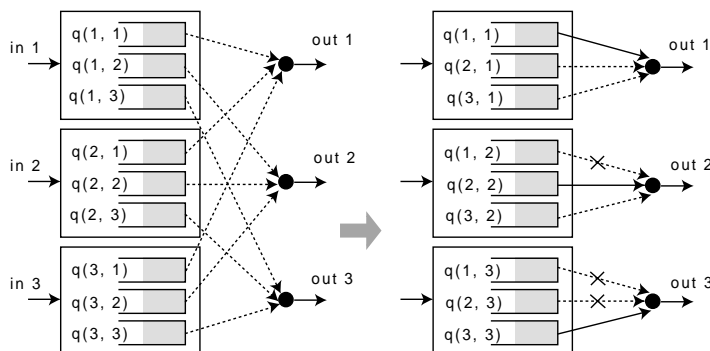 in 1
q(1, 1)
q(1, 2)
q(1, 3)
out 1
in 2
q(2, 1)
q(2, 2)
q(2, 3)
out 2
in 3
q(3, 1)
q(3, 2)
q(3, 3)
out 3
q(1, 1)
q(2, 1)
q(3, 1)
out 1
q(1, 2)
q(2, 2)
q(3, 2)
out 2
q(1, 3)
q(2, 3)
q(3, 3)
out 3